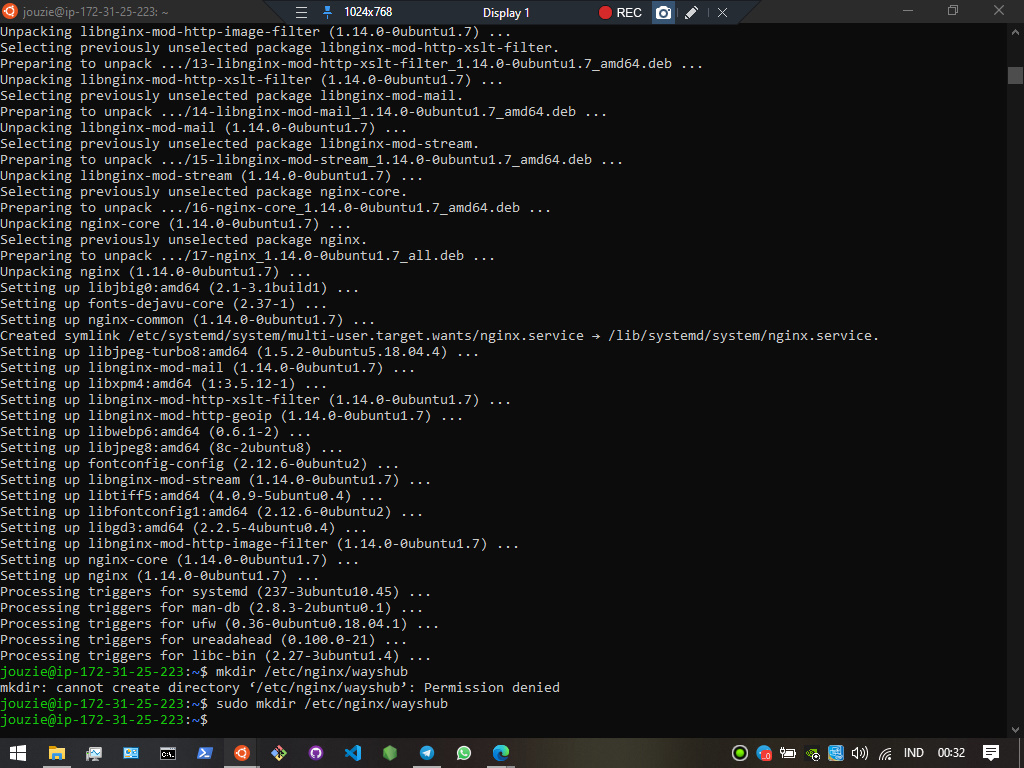 jouzie@ip-172-31-25-223: ~
1024x768
Display 1
REC
Unpacking libnginx-mod-http-image-filter (1.14.0-0ubuntu1.7) ...
Selecting previously unselected package libnginx-mod-http-xslt-filter.
Preparing to unpack .../13-libnginx-mod-http-xslt-filter_1.14.0-0ubuntu1.7_amd64.deb ...
Unpacking libnginx-mod-http-xslt-filter (1.14.0-0ubuntu1.7) ...
Selecting previously unselected package libnginx-mod-mail.
Preparing to unpack .../14-libnginx-mod-mail_1.14.0-0ubuntu1.7_amd64.deb ...
Unpacking libnginx-mod-mail (1.14.0-0ubuntu1.7) ...
Selecting previously unselected package libnginx-mod-stream.
Preparing to unpack .../15-libnginx-mod-stream_1.14.0-0ubuntu1.7_amd64.deb ...
Unpacking libnginx-mod-stream (1.14.0-0ubuntu1.7) ...
Selecting previously unselected package nginx-core.
Preparing to unpack .../16-nginx-core_1.14.0-0ubuntu1.7_amd64.deb ...
Unpacking nginx-core (1.14.0-0ubuntu1.7) ...
Selecting previously unselected package nginx.
Preparing to unpack .../17-nginx_1.14.0-0ubuntu1.7_all.deb ...
Unpacking nginx (1.14.0-0ubuntu1.7) ...
Setting up libjbig0:amd64 (2.1-3.1build1) ...
Setting up fonts-dejavu-core (2.37-1) ...
Setting up nginx-common (1.14.0-0ubuntu1.7) ...
Created symlink /etc/systemd/system/multi-user.target.wants/nginx.service → /lib/systemd/system/nginx.service.
Setting up libjpeg-turbo8:amd64 (1.5.2-0ubuntu5.18.04.4) ...
Setting up libnginx-mod-mail (1.14.0-0ubuntu1.7) ...
Setting up libxpm4:amd64 (1:3.5.12-1) ...
Setting up libnginx-mod-http-xslt-filter (1.14.0-0ubuntu1.7) ...
Setting up libnginx-mod-http-geoip (1.14.0-0ubuntu1.7) ...
Setting up libwebp6:amd64 (0.6.1-2) ...
Setting up libjpeg8:amd64 (8c-2ubuntu8) ...
Setting up fontconfig-config (2.12.6-0ubuntu2) ...
Setting up libnginx-mod-stream (1.14.0-0ubuntu1.7) ...
Setting up libtiff5:amd64 (4.0.9-5ubuntu0.4) ...
Setting up libfontconfig1:amd64 (2.12.6-0ubuntu2) ...
Setting up libgd3:amd64 (2.2.5-4ubuntu0.4) ...
Setting up libnginx-mod-http-image-filter (1.14.0-0ubuntu1.7) ...
Setting up nginx-core (1.14.0-0ubuntu1.7) ...
Setting up nginx (1.14.0-0ubuntu1.7) ...
Processing triggers for systemd (237-3ubuntu10.45) ...
Processing triggers for man-db (2.8.3-2ubuntu0.1) ...
Processing triggers for ufw (0.36-0ubuntu0.18.04.1) ...
Processing triggers for ureadahead (0.100.0-21) ...
Processing triggers for libc-bin (2.27-3ubuntu1.4) ...
jouzie@ip-172-31-25-223:~$ mkdir /etc/nginx/wayshub
mkdir: cannot create directory ‘/etc/nginx/wayshub’: Permission denied
jouzie@ip-172-31-25-223:~$ sudo mkdir /etc/nginx/wayshub
jouzie@ip-172-31-25-223:~$
IND
00:32